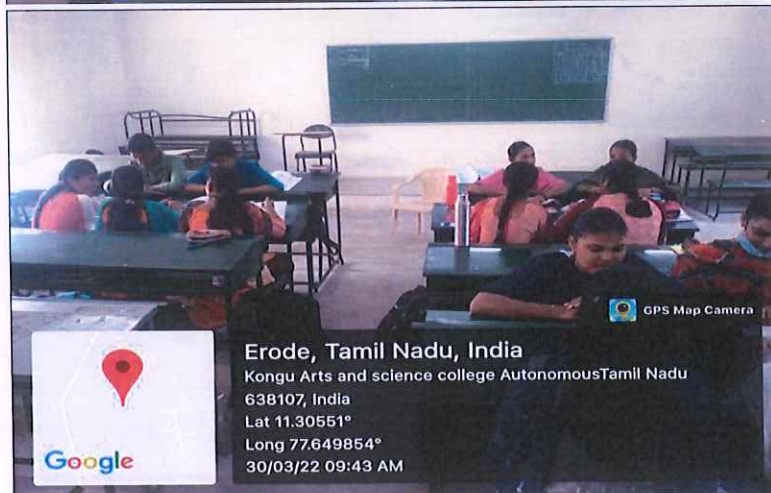 GPS Map Camera
Erode, Tamil Nadu, India
Kongu Arts and science college AutonomousTamil Nadu
638107, India
Lat 11.30551°
Long 77.649854°
30/03/22 09:43 AM
Google